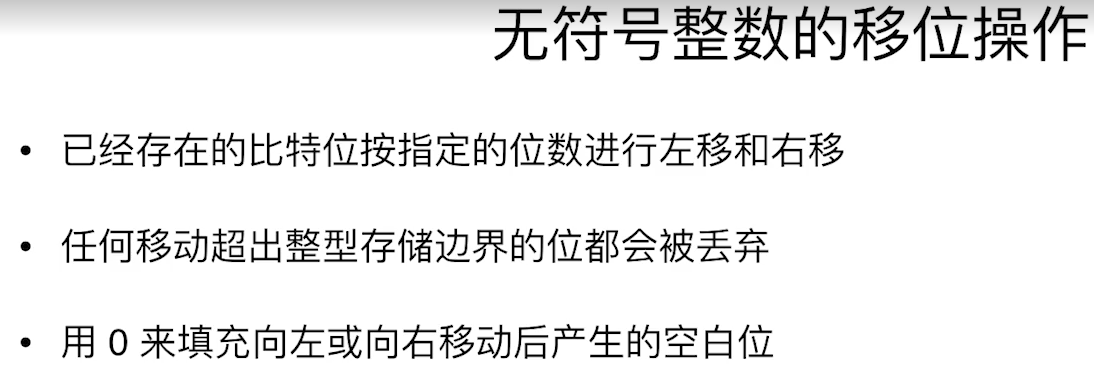 无符号整数的移位操作
• 已经存在的比特位按指定的位数进行左移和右移
• 任何移动超出整型存储边界的位都会被丢弃
• 用 0 来填充向左或向右移动后产生的空白位